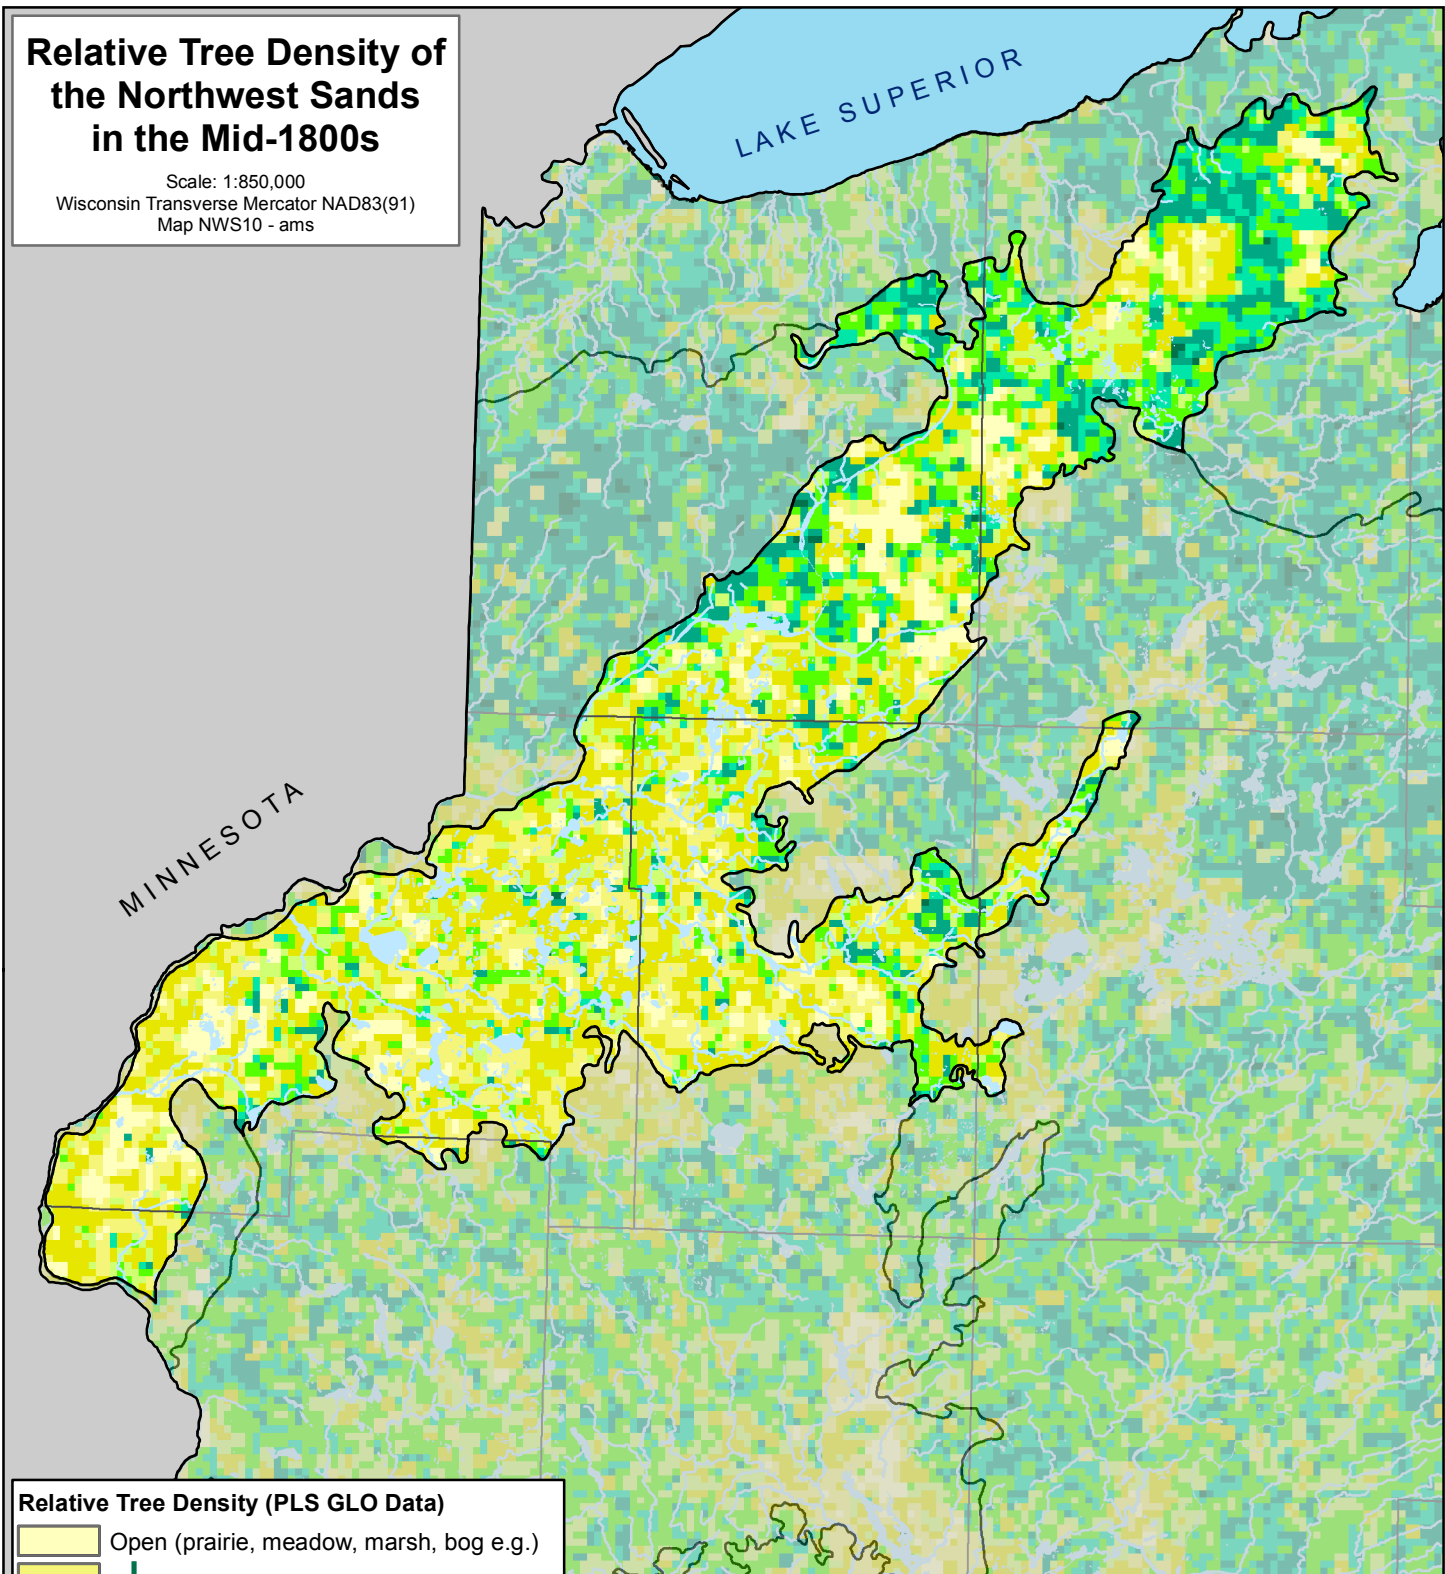 Relative Tree Density of
the Northwest Sands
in the Mid-1800s
Scale: 1:850,000
Wisconsin Transverse Mercator NAD83(91)
Map NWS10 - ams
LAKE SUPERIOR
MINNESOTA
Relative Tree Density (PLS GLO Data)
Open (prairie, meadow, marsh, bog e.g.)